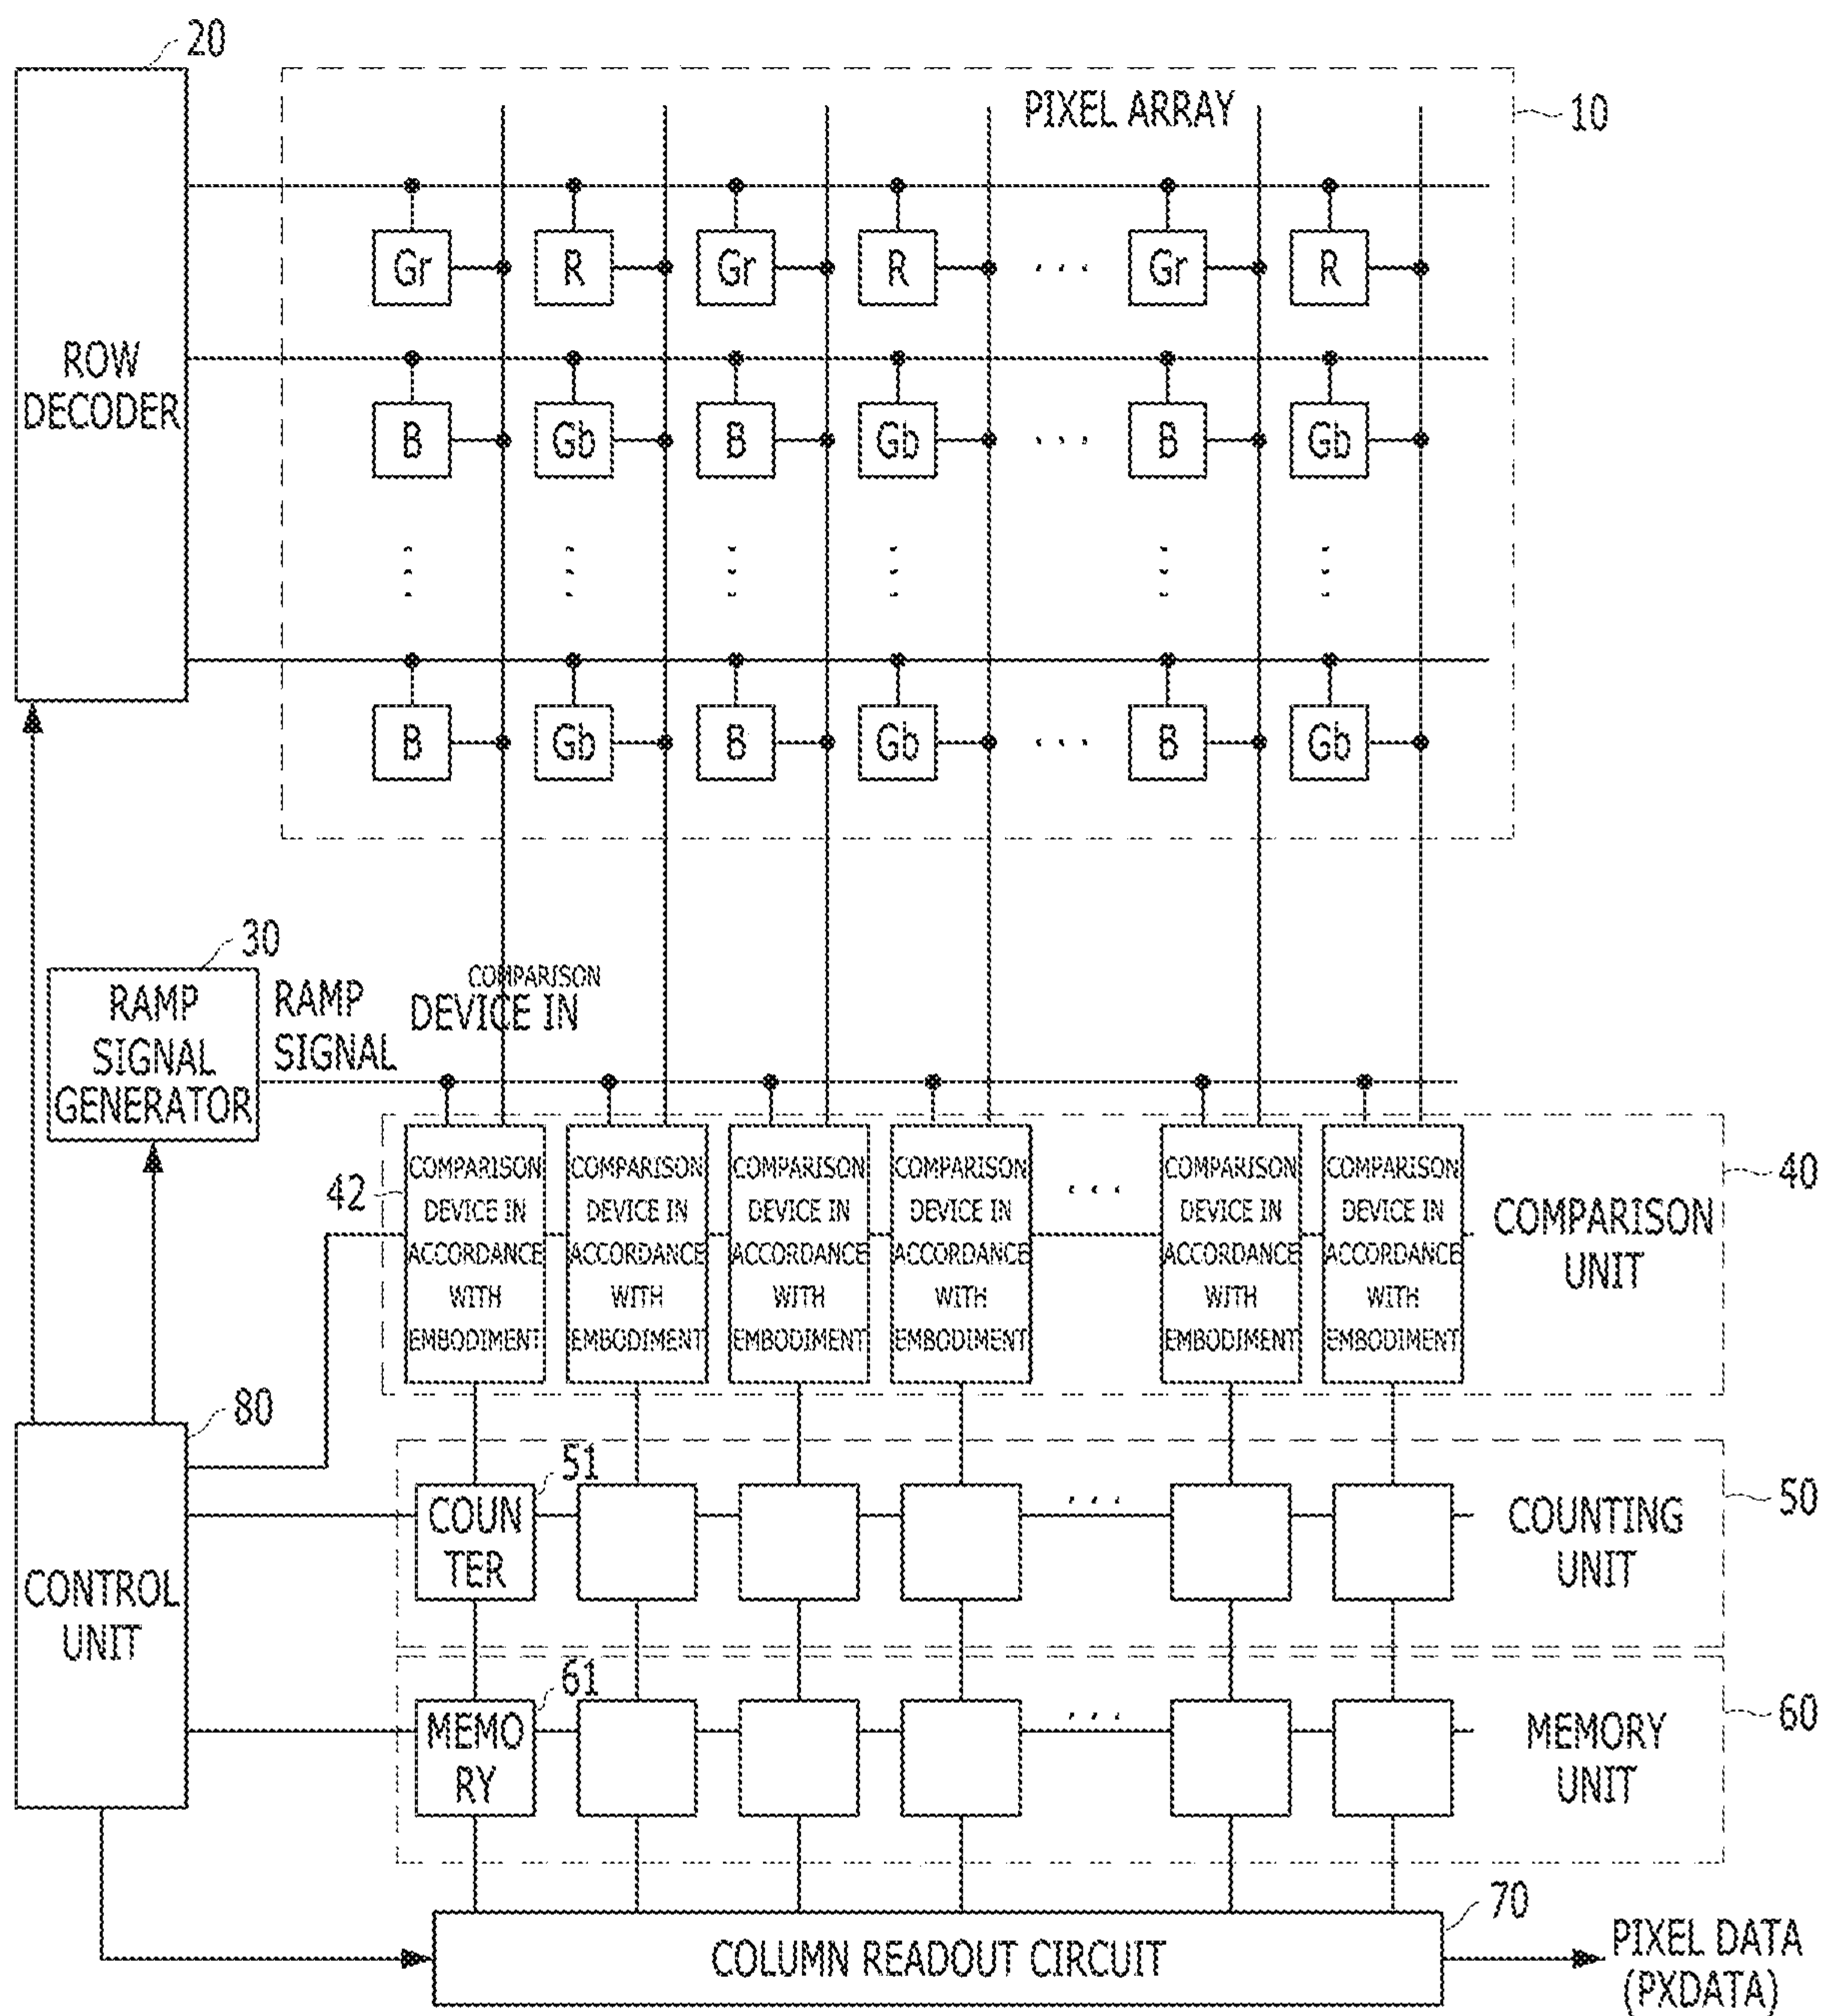 20
PIXEL ARRAY
10
Gr R Gr R ... Gr R
ROW
DECODER
B Gb B Gb ... B Gb
B Gb B Gb ... B Gb
30
RAMP
SIGNAL
GENERATOR
RAMP
SIGNAL
COMPARISON
DEVICE IN
42
COMPARISON
DEVICE IN
ACCORDANCE
WITH
EMBODIMENT
COMPARISON
DEVICE IN
ACCORDANCE
WITH
EMBODIMENT
COMPARISON
DEVICE IN
ACCORDANCE
WITH
EMBODIMENT
COMPARISON
DEVICE IN
ACCORDANCE
WITH
EMBODIMENT
...
COMPARISON
DEVICE IN
ACCORDANCE
WITH
EMBODIMENT
COMPARISON
DEVICE IN
ACCORDANCE
WITH
EMBODIMENT
COMPARISON
UNIT
40
80
CONTROL
UNIT
51
COUN
TER
...
COUNTING
UNIT
50
61
MEMO
RY
...
MEMORY
UNIT
60
70
COLUMN READOUT CIRCUIT
PIXEL DATA
(PXDATA)